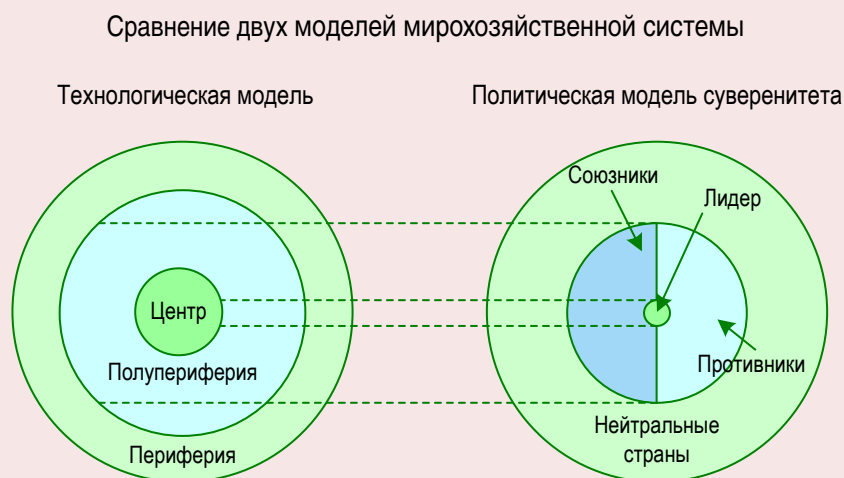 Сравнение двух моделей мирохозяйственной системы
Технологическая модель
Политическая модель суверенитета
Союзники
Лидер
Центр
Полупериферия
Противники
Периферия
Нейтральные
страны